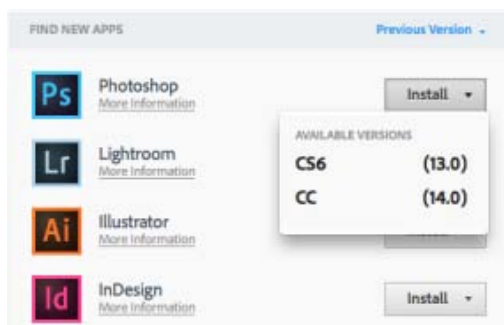 FIND NEW APPS Previous Version
Ps Photoshop Install
More Information
AVAILABLE VERSIONS
Lr Lightroom CS6 (13.0)
More Information
CC (14.0)
Ai Illustrator
More Information
Id InDesign Install
More Information